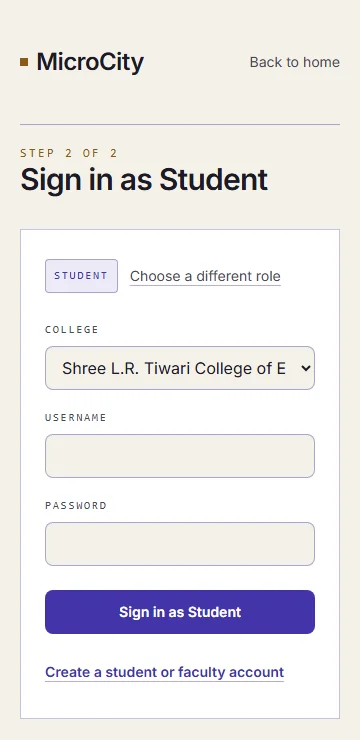 MicroCity
Back to home
STEP 2 OF 2
Sign in as Student
STUDENT
Choose a different role
COLLEGE
Shree L.R. Tiwari College of E
USERNAME
PASSWORD
Sign in as Student
Create a student or faculty account